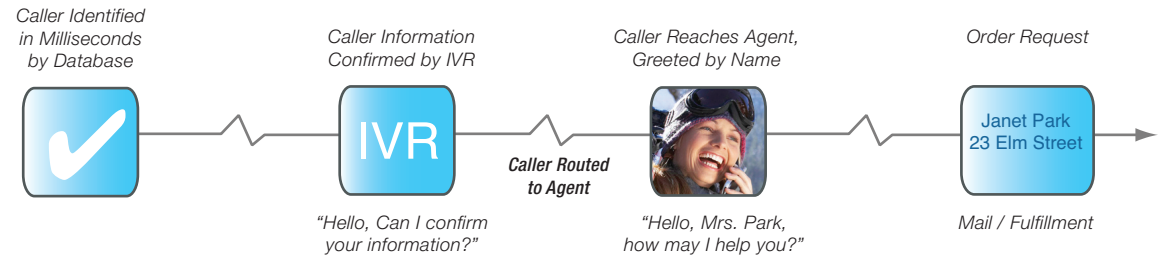 Caller Identified
in Milliseconds
by Database
Caller Information
Confirmed by IVR
Caller Reaches Agent,
Greeted by Name
Order Request
IVR
Janet Park
23 Elm Street
Caller Routed
to Agent
“Hello, Can I confirm
your information?”
“Hello, Mrs. Park,
how may I help you?”
Mail / Fulfillment